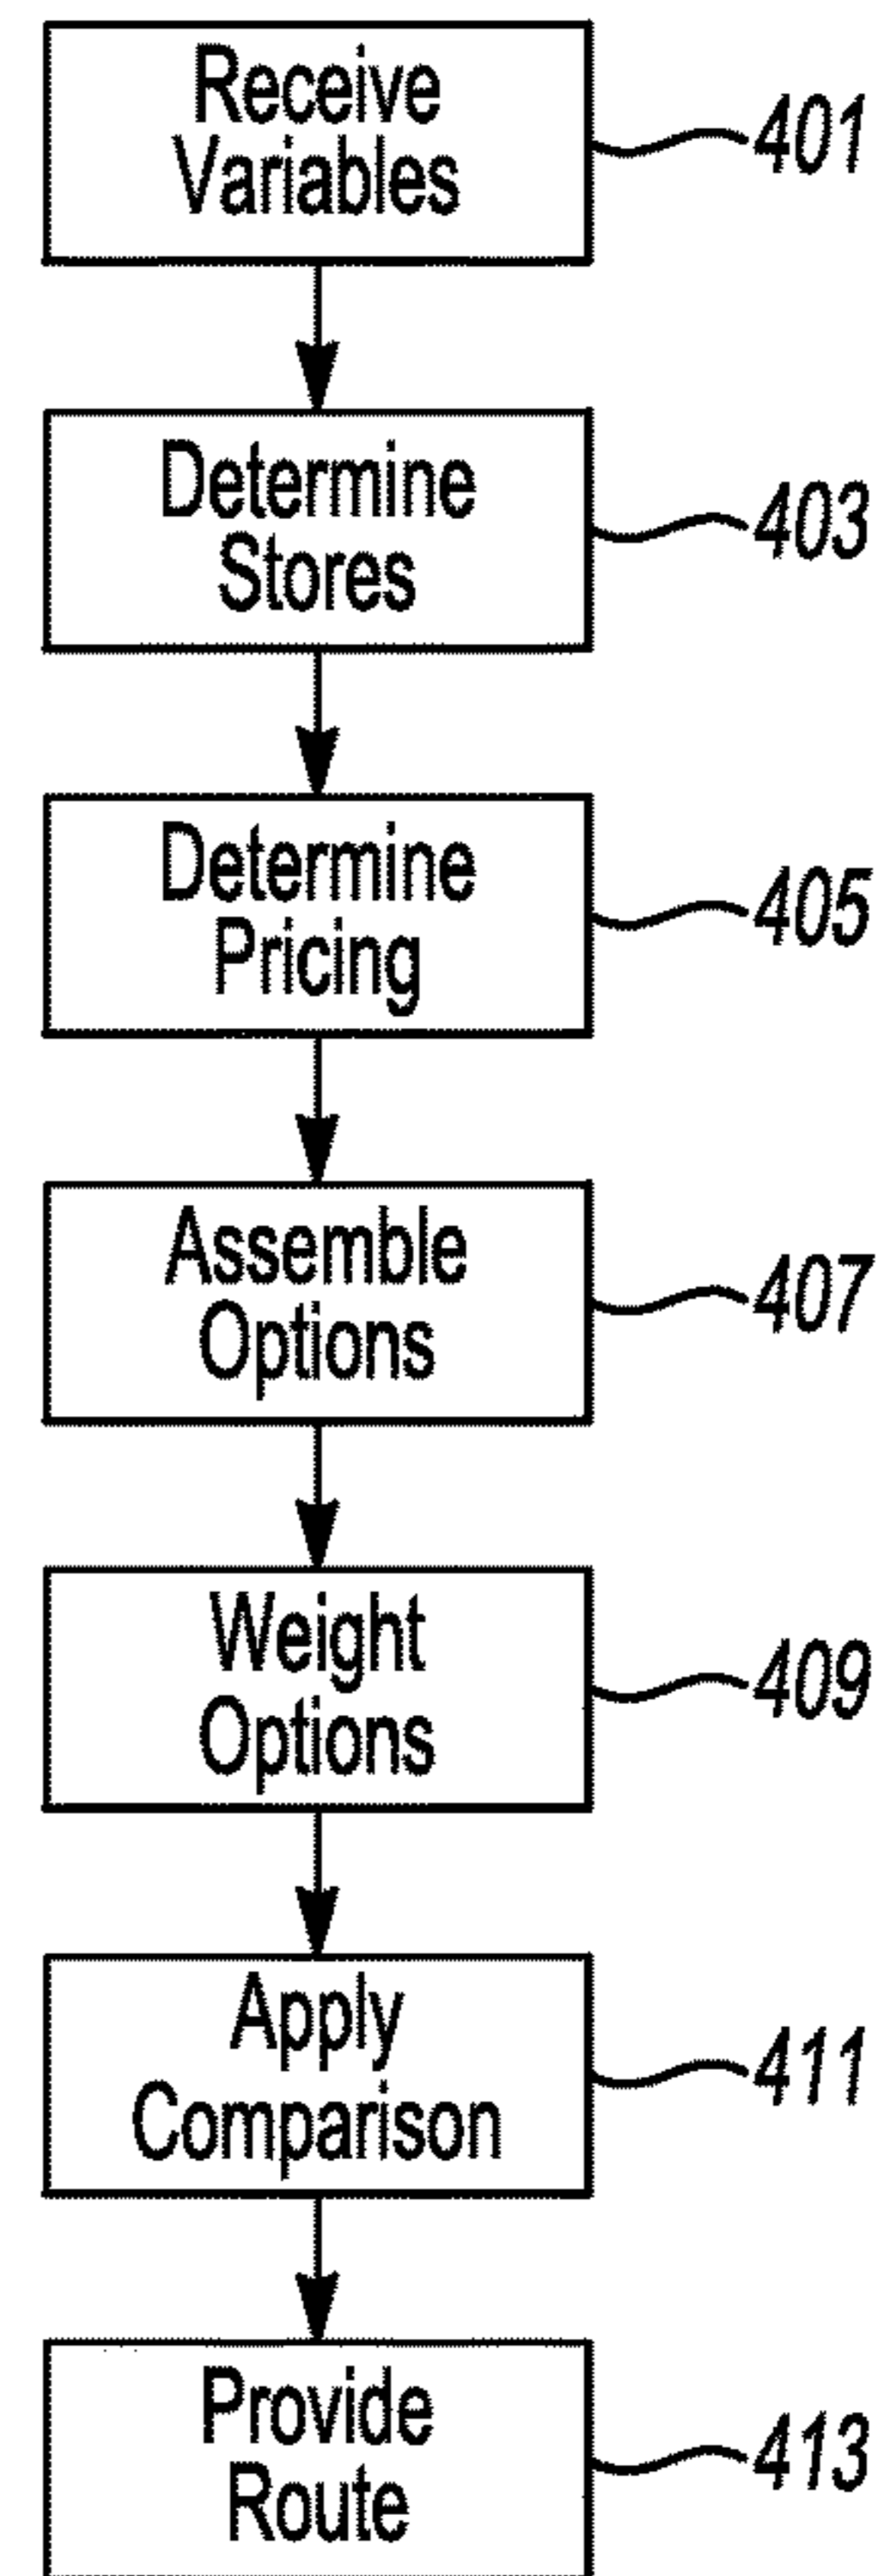 Receive
Variables
401
Determine
Stores
403
Determine
Pricing
405
Assemble
Options
407
Weight
Options
409
Apply
Comparison
411
Provide
Route
413